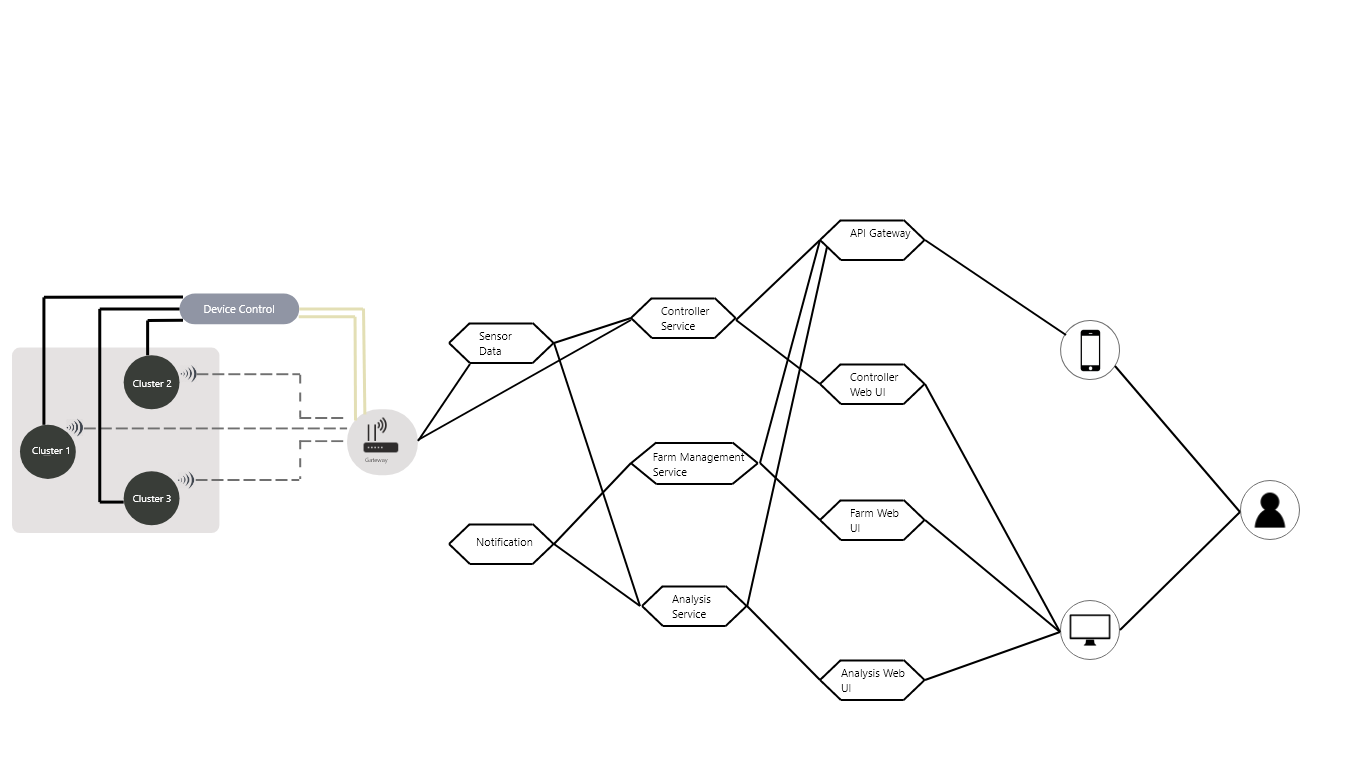 API Gateway
Device Control
Controller
Service
Sensor
Data
Cluster 2
Controller
Web UI
Cluster 1
Gateway
Farm Management
Service
Cluster 3
Farm Web
UI
Notification
Analysis
Service
Analysis Web
UI